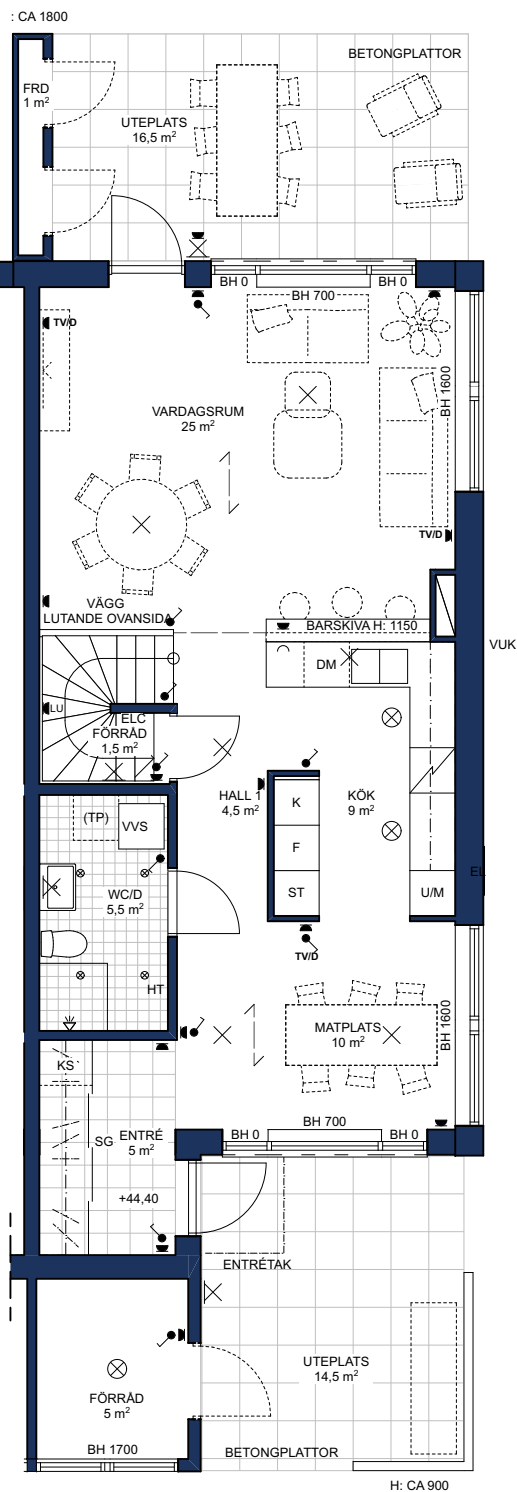 : CA 1800
BETONGPLATTOR
FRD
1 m²
UTEPLATS
16,5 m²
BH 0
BH 0
BH 700
TV/D
BH 1600
VARDAGSRUM
25 m²
TV/D
VÄGG
LUTANDE OVANSIDA
BARSKIVA H: 1150
VUK
DM
LU
ELC
FÖRRÅD
1,5 m²
HALL 1
4,5 m²
KÖK
9 m²
K
F
ST
(TP)
VVS
EL
U/M
WC/D
5,5 m²
TV/D
HT
MATPLATS
10 m²
BH 1600
KS
SG
ENTRÉ
5 m²
BH 0
BH 700
BH 0
+44,40
ENTRÉTAK
UTEPLATS
14,5 m²
FÖRRÅD
5 m²
BH 1700
BETONGPLATTOR
H: CA 900